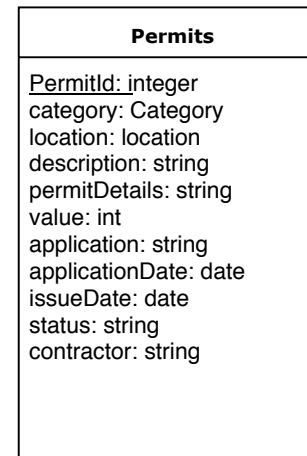 Permits
PermitId: integer
category: Category
location: location
description: string
permitDetails: string
value: int
application: string
applicationDate: date
issueDate: date
status: string
contractor: string